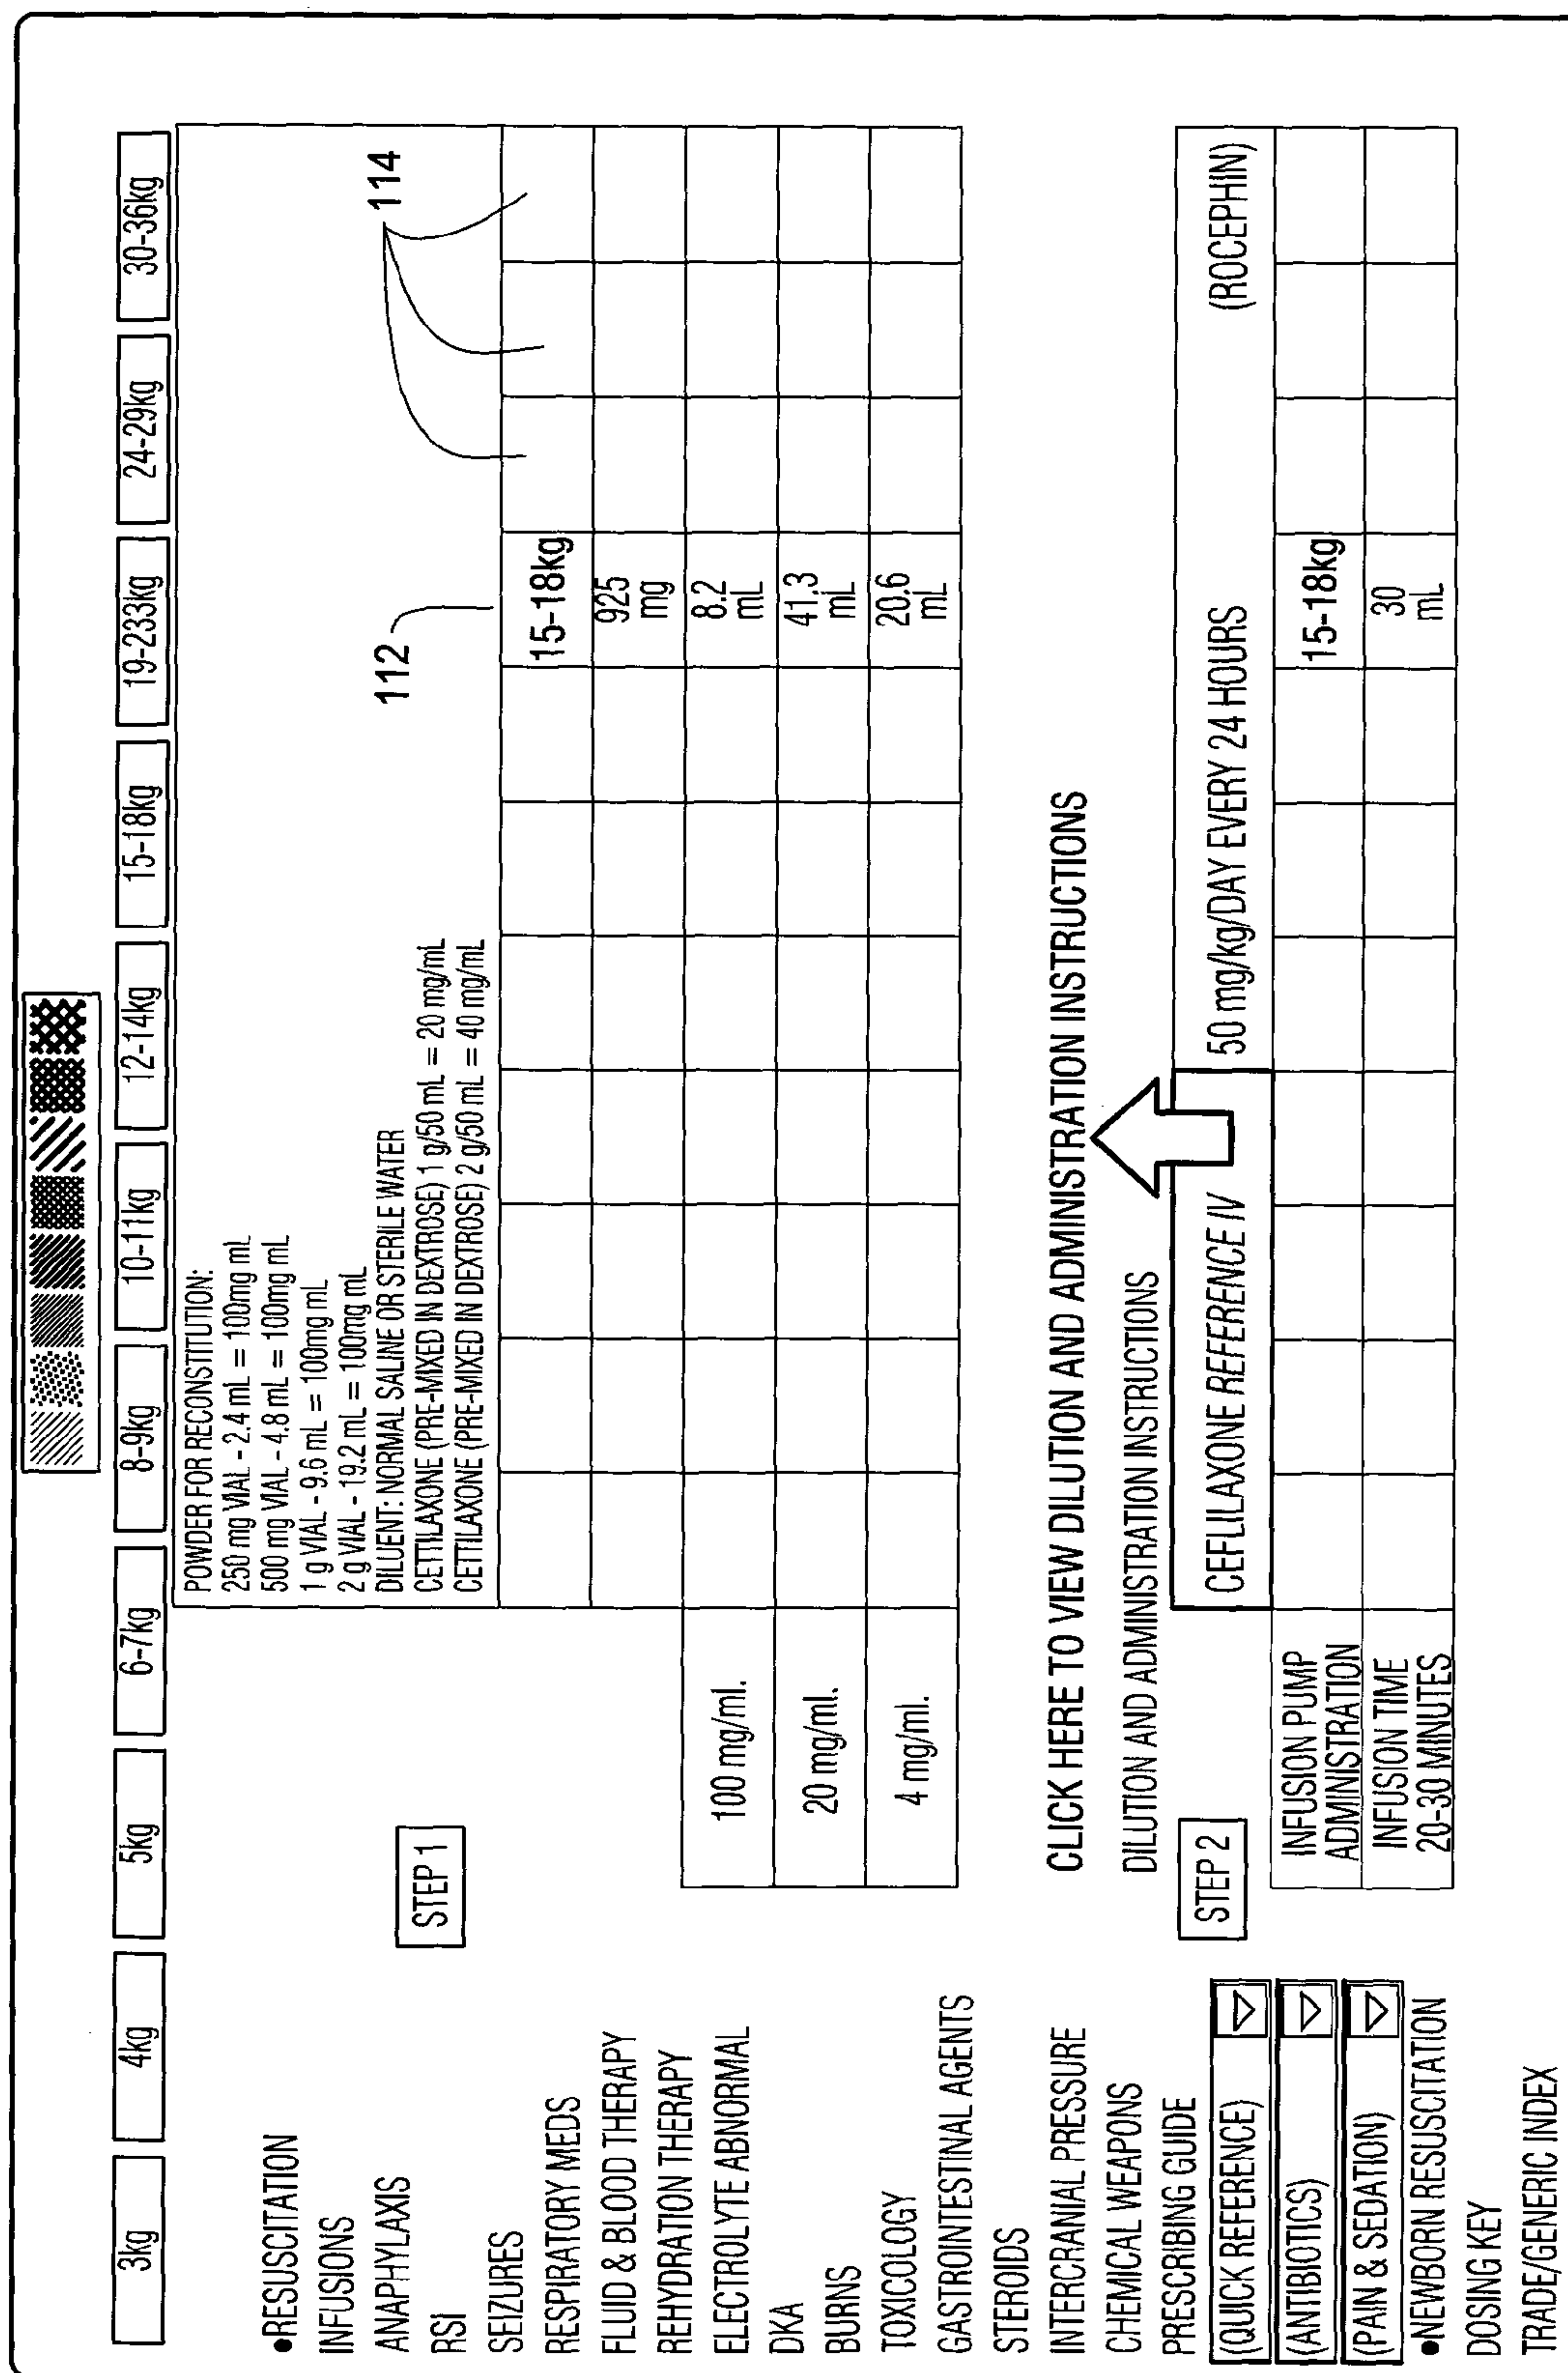 3kg 4kg 5kg 6-7kg 8-9kg 10-11kg 12-14kg 15-18kg 19-233kg 24-29kg 30-36kg
•RESUSCITATION
INFUSIONS
ANAPHYLAXIS
RSI
SEIZURES
RESPIRATORY MEDS
FLUID & BLOOD THERAPY
REHYDRATION THERAPY
ELECTROLYTE ABNORMAL
DKA
BURNS
TOXICOLOGY
GASTROINTESTINAL AGENTS
STEROIDS
INTERCRANIAL PRESSURE
CHEMICAL WEAPONS
PRESCRIBING GUIDE
(QUICK REFERENCE)
(ANTIBIOTICS)
(PAIN & SEDATION)
•NEWBORN RESUSCITATION
DOSING KEY
TRADE/GENERIC INDEX
STEP 1
POWDER FOR RECONSTITUTION:
250 mg VIAL - 2.4 mL = 100mg mL
500 mg VIAL - 4.8 mL = 100mg mL
1 g VIAL - 9.6 mL = 100mg mL
2 g VIAL - 19.2 mL = 100mg mL
DILUENT: NORMAL SALINE OR STERILE WATER
CETTILAXONE (PRE-MIXED IN DEXTROSE) 1 g/50 mL = 20 mg/mL
CETTILAXONE (PRE-MIXED IN DEXTROSE) 2 g/50 mL = 40 mg/mL
112
114
15-18kg
925
mg
100 mg/ml.
8.2
mL
20 mg/ml.
41.3
mL
4 mg/ml.
20.6
mL
CLICK HERE TO VIEW DILUTION AND ADMINISTRATION INSTRUCTIONS
DILUTION AND ADMINISTRATION INSTRUCTIONS
STEP 2
CEFLILAXONE REFERENCE IV 50 mg/kg/DAY EVERY 24 HOURS (ROCEPHIN)
INFUSION PUMP
ADMINISTRATION
15-18kg
INFUSION TIME
20-30 MINUTES
30
mL